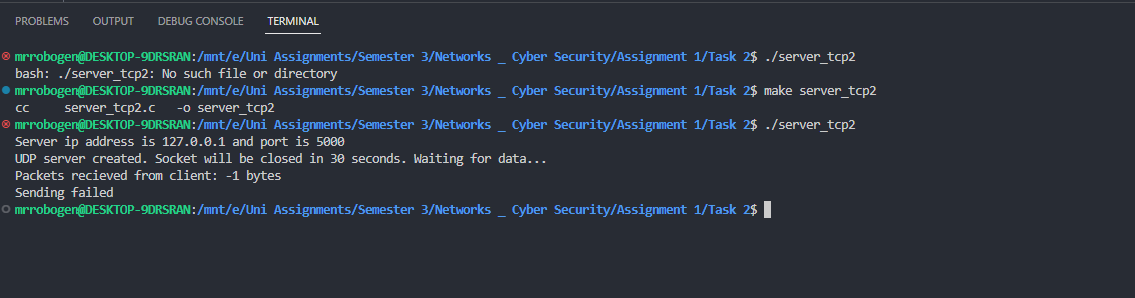 PROBLEMS OUTPUT DEBUG CONSOLE TERMINAL
mrrobogen@DESKTOP-9DRSRAN:/mnt/e/Uni Assignments/Semester 3/Networks _ Cyber Security/Assignment 1/Task 2$ ./server_tcp2
bash: ./server_tcp2: No such file or directory
mrrobogen@DESKTOP-9DRSRAN:/mnt/e/Uni Assignments/Semester 3/Networks _ Cyber Security/Assignment 1/Task 2$ make server_tcp2
cc     server_tcp2.c   -o server_tcp2
mrrobogen@DESKTOP-9DRSRAN:/mnt/e/Uni Assignments/Semester 3/Networks _ Cyber Security/Assignment 1/Task 2$ ./server_tcp2
Server ip address is 127.0.0.1 and port is 5000
UDP server created. Socket will be closed in 30 seconds. Waiting for data...
Packets recieved from client: -1 bytes
Sending failed
mrrobogen@DESKTOP-9DRSRAN:/mnt/e/Uni Assignments/Semester 3/Networks _ Cyber Security/Assignment 1/Task 2$